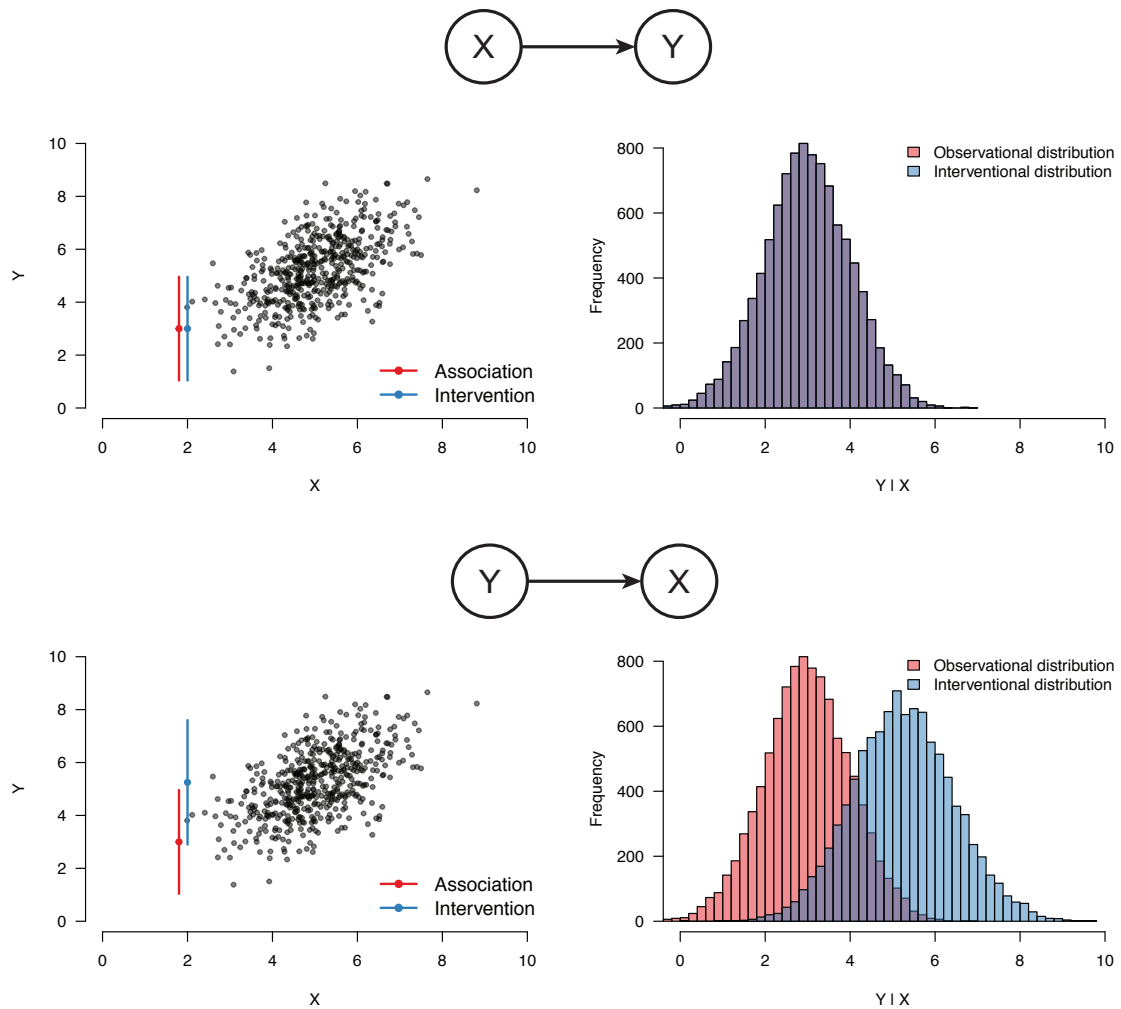 X Y
10
8
6
4
2
0
Y
0 2 4 6 8 10
X
Association
Intervention
800
600
400
200
0
Frequency
0 2 4 6 8 10
Y | X
Observational distribution
Interventional distribution
Y X
10
8
6
4
2
0
Y
0 2 4 6 8 10
X
Association
Intervention
800
600
400
200
0
Frequency
0 2 4 6 8 10
Y | X
Observational distribution
Interventional distribution